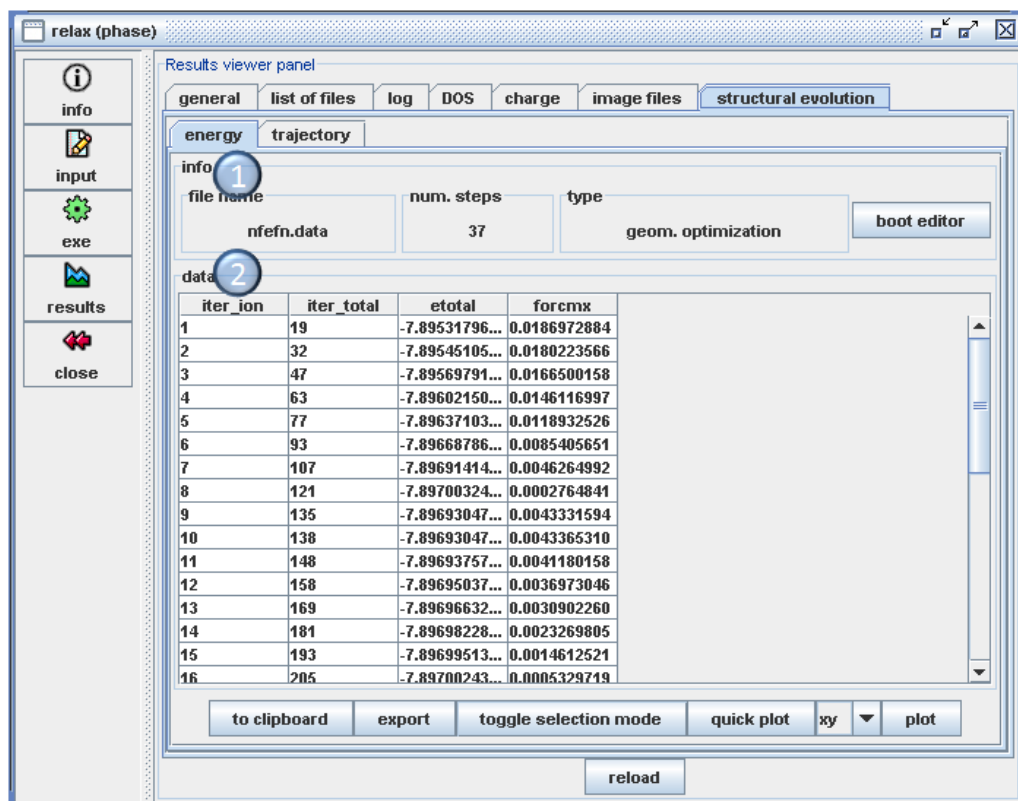 relax (phase)
info
input
exe
results
close
Results viewer panel
general list of files log DOS charge image files structural evolution
energy trajectory
info
1
file name num. steps type
nfefn.data 37 geom. optimization boot editor
data
2
iter_ion iter_total etotal forcmx
1 19 -7.89531796... 0.0186972884
2 32 -7.89545105... 0.0180223566
3 47 -7.89569791... 0.0166500158
4 63 -7.89602150... 0.0146116997
5 77 -7.89637103... 0.0118932526
6 93 -7.89668786... 0.0085405651
7 107 -7.89691414... 0.0046264992
8 121 -7.89700324... 0.0002764841
9 135 -7.89693047... 0.0043331594
10 138 -7.89693047... 0.0043365310
11 148 -7.89693757... 0.0041180158
12 158 -7.89695037... 0.0036973046
13 169 -7.89696632... 0.0030902260
14 181 -7.89698228... 0.0023269805
15 193 -7.89699513... 0.0014612521
16 205 -7.89700243... 0.0005329719
to clipboard export toggle selection mode quick plot xy plot
reload